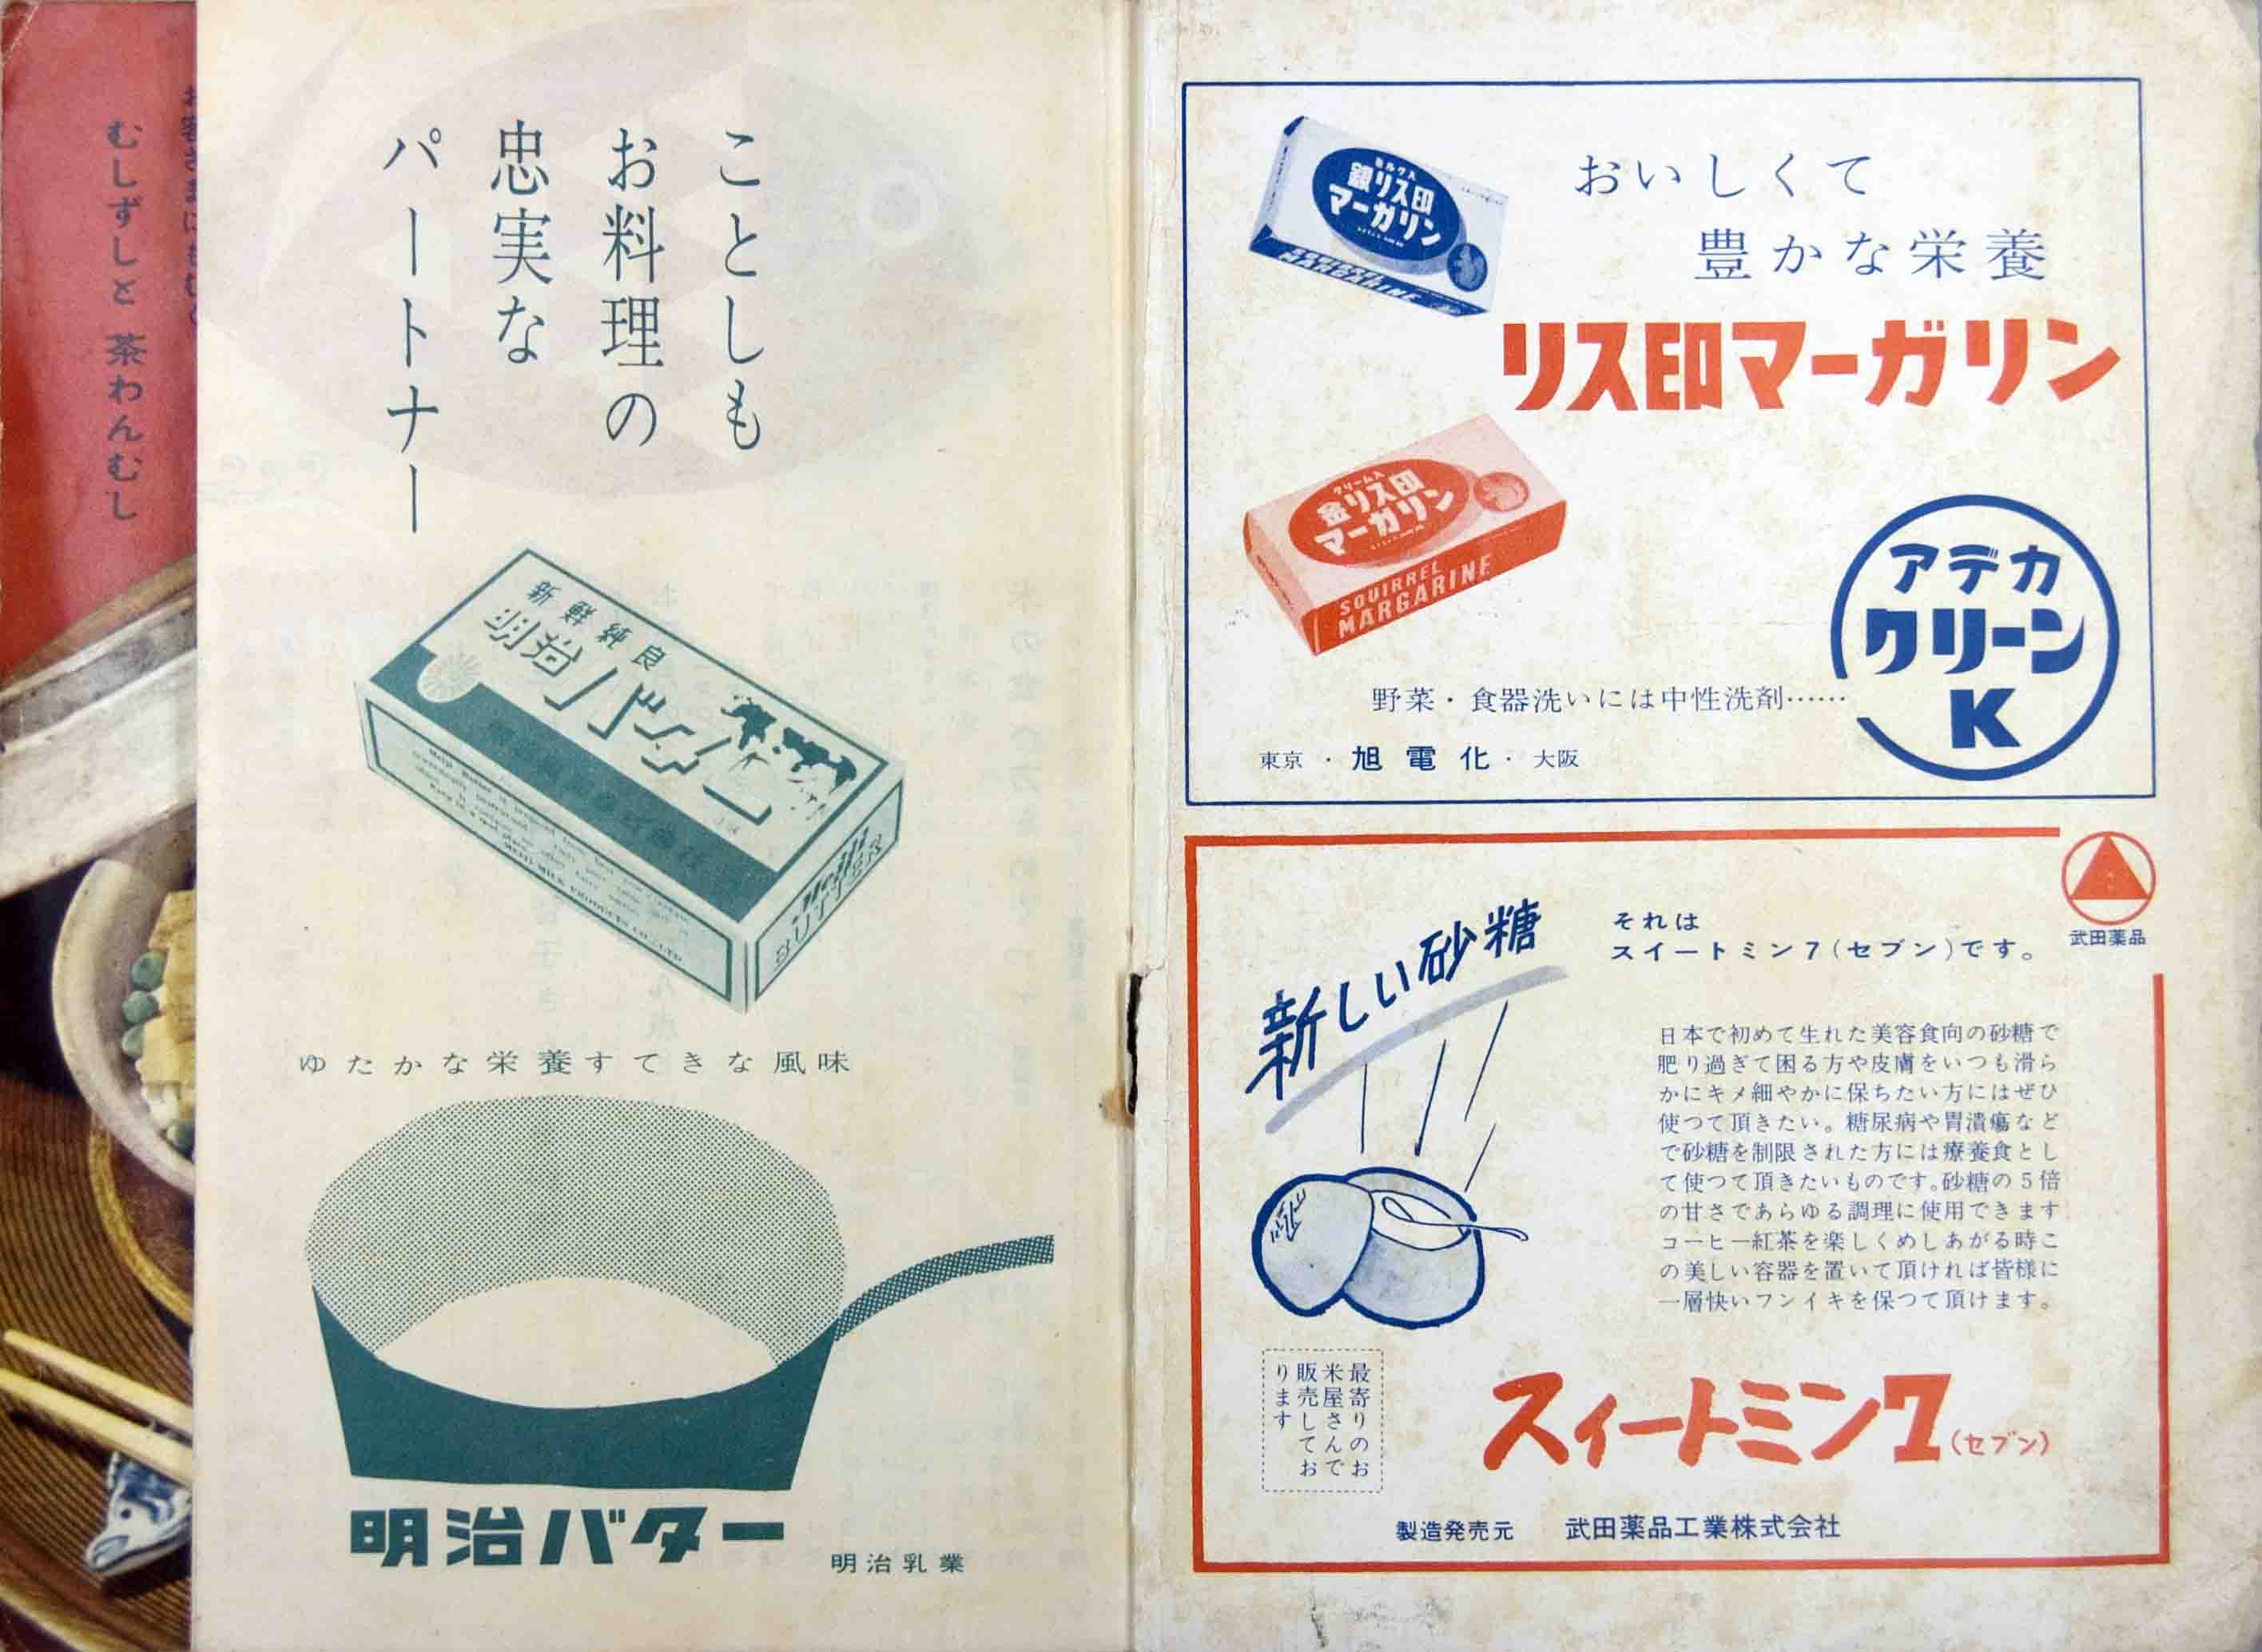 むしずしと 茶わんむし
ことしも
お料理の
忠実な
パートナー
新鮮純良
明治バター
Meiji
BUTTER
ゆたかな栄養すてきな風味
明治バター
明治乳業
おいしくて
豊かな栄養
リス印マーガリン
ミルク入
銀リス印
マーガリン
MARGARINE
クリーム入
金リス印
マーガリン
SQUIRREL
MARGARINE
アデカ
クリーン
K
野菜・食器洗いには中性洗剤……
東京・旭電化・大阪
武田薬品
新しい砂糖
それは
スイートミン7(セブン)です。
日本で初めて生れた美容食向の砂糖で
肥り過ぎて困る方や皮膚をいつも滑ら
かにキメ細やかに保ちたい方にはぜひ
使つて頂きたい。糖尿病や胃潰瘍など
で砂糖を制限された方には療養食とし
て使つて頂きたいものです。砂糖の5倍
の甘さであらゆる調理に使用できます
コーヒー紅茶を楽しくめしあがる時こ
の美しい容器を置いて頂ければ皆様に
一層快いフンイキを保つて頂けます。
最寄りのお
米屋さんで
販売してお
ります
スイートミン7(セブン)
製造発売元 武田薬品工業株式会社